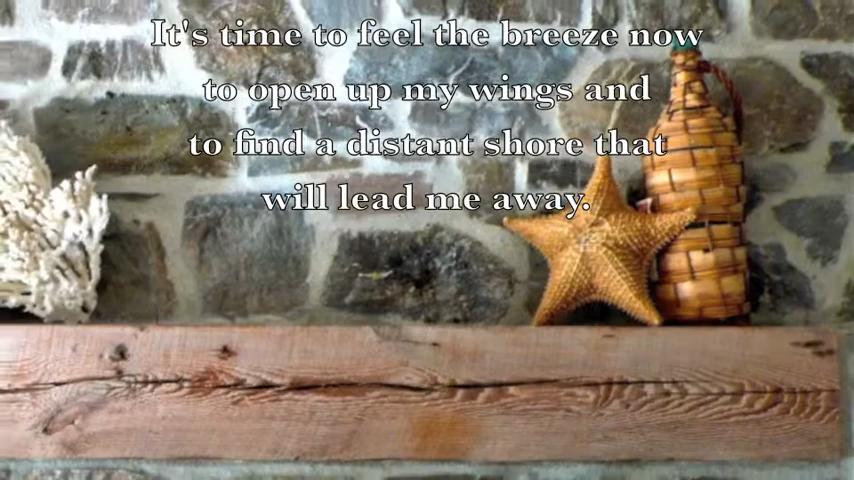 It's time to feel the breeze now
to open up my wings and
to find a distant shore that
will lead me away.